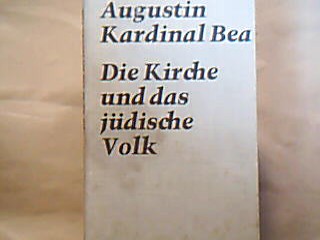 Augustin
Kardinal Bea
Die Kirche
und das
jüdische
Volk